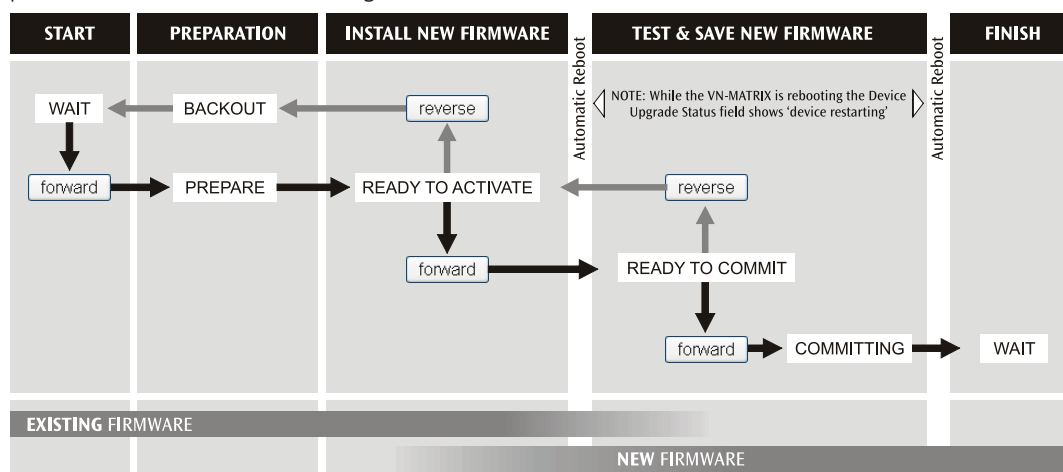 START
PREPARATION
INSTALL NEW FIRMWARE
TEST & SAVE NEW FIRMWARE
FINISH
Automatic Reboot
Automatic Reboot
NOTE: While the VN-MATRIX is rebooting the Device
Upgrade Status field shows 'device restarting'
WAIT
BACKOUT
reverse
forward
PREPARE
READY TO ACTIVATE
reverse
forward
READY TO COMMIT
forward
COMMITTING
WAIT
EXISTING FIRMWARE
NEW FIRMWARE